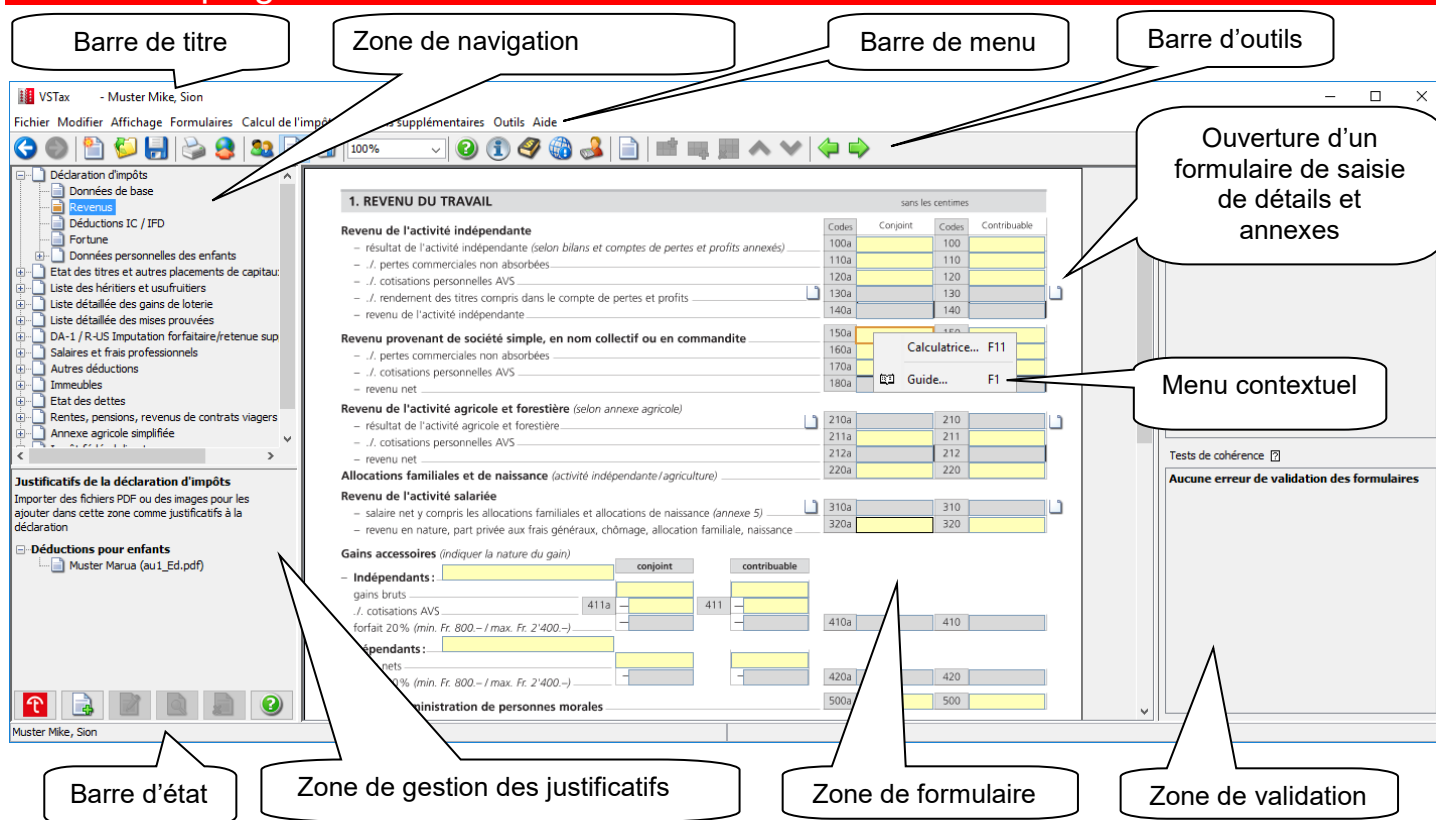 Barre de titre
Zone de navigation
Barre de menu
Barre d'outils
VSTax - Muster Mike, Sion
Fichier Modifier Affichage Formulaires Calcul de l'impôt supplémentaires Outils Aide
100%
Ouverture d'un
formulaire de saisie
de détails et
annexes
Déclaration d'impôts
Données de base
Revenus
Déductions IC / IFD
Fortune
Données personnelles des enfants
Etat des titres et autres placements de capitau
Liste des héritiers et usufruitiers
Liste détaillée des gains de loterie
Liste détaillée des mises prouvées
DA-1 / R-US Imputation forfaitaire/retenue sup
Salaires et frais professionnels
Autres déductions
Immeubles
Etat des dettes
Rentes, pensions, revenus de contrats viagers
Annexe agricole simplifiée
Justificatifs de la déclaration d'impôts
Importer des fichiers PDF ou des images pour les
ajouter dans cette zone comme justificatifs à la
déclaration
Déductions pour enfants
Muster Marua (au1_Ed.pdf)
1. REVENU DU TRAVAIL sans les centimes
Codes Conjoint Codes Contribuable
Revenu de l'activité indépendante
– résultat de l'activité indépendante (selon bilans et comptes de pertes et profits annexés) 100a 100
– ./. pertes commerciales non absorbées 110a 110
– ./. cotisations personnelles AVS 120a 120
– ./. rendement des titres compris dans le compte de pertes et profits 130a 130
– revenu de l'activité indépendante 140a 140
Revenu provenant de société simple, en nom collectif ou en commandite 150a 150
– ./. pertes commerciales non absorbées 160a
– ./. cotisations personnelles AVS 170a
– revenu net 180a
Calculatrice... F11
Guide... F1
Menu contextuel
Revenu de l'activité agricole et forestière (selon annexe agricole)
– résultat de l'activité agricole et forestière 210a 210
– ./. cotisations personnelles AVS 211a 211
– revenu net 212a 212
Allocations familiales et de naissance (activité indépendante/agriculture) 220a 220
Revenu de l'activité salariée
– salaire net y compris les allocations familiales et allocations de naissance (annexe 5) 310a 310
– revenu en nature, part privée aux frais généraux, chômage, allocation familiale, naissance 320a 320
Gains accessoires (indiquer la nature du gain)
conjoint contribuable
– Indépendants:
gains bruts
./. cotisations AVS 411a – 411 –
forfait 20% (min. Fr. 800.– / max. Fr. 2'400.–) – – 410a 410
épendants:
nets
% (min. Fr. 800.– / max. Fr. 2'400.–) – – 420a 420
ministration de personnes morales 500a 500
Tests de cohérence ?
Aucune erreur de validation des formulaires
Muster Mike, Sion
Barre d'état
Zone de gestion des justificatifs
Zone de formulaire
Zone de validation